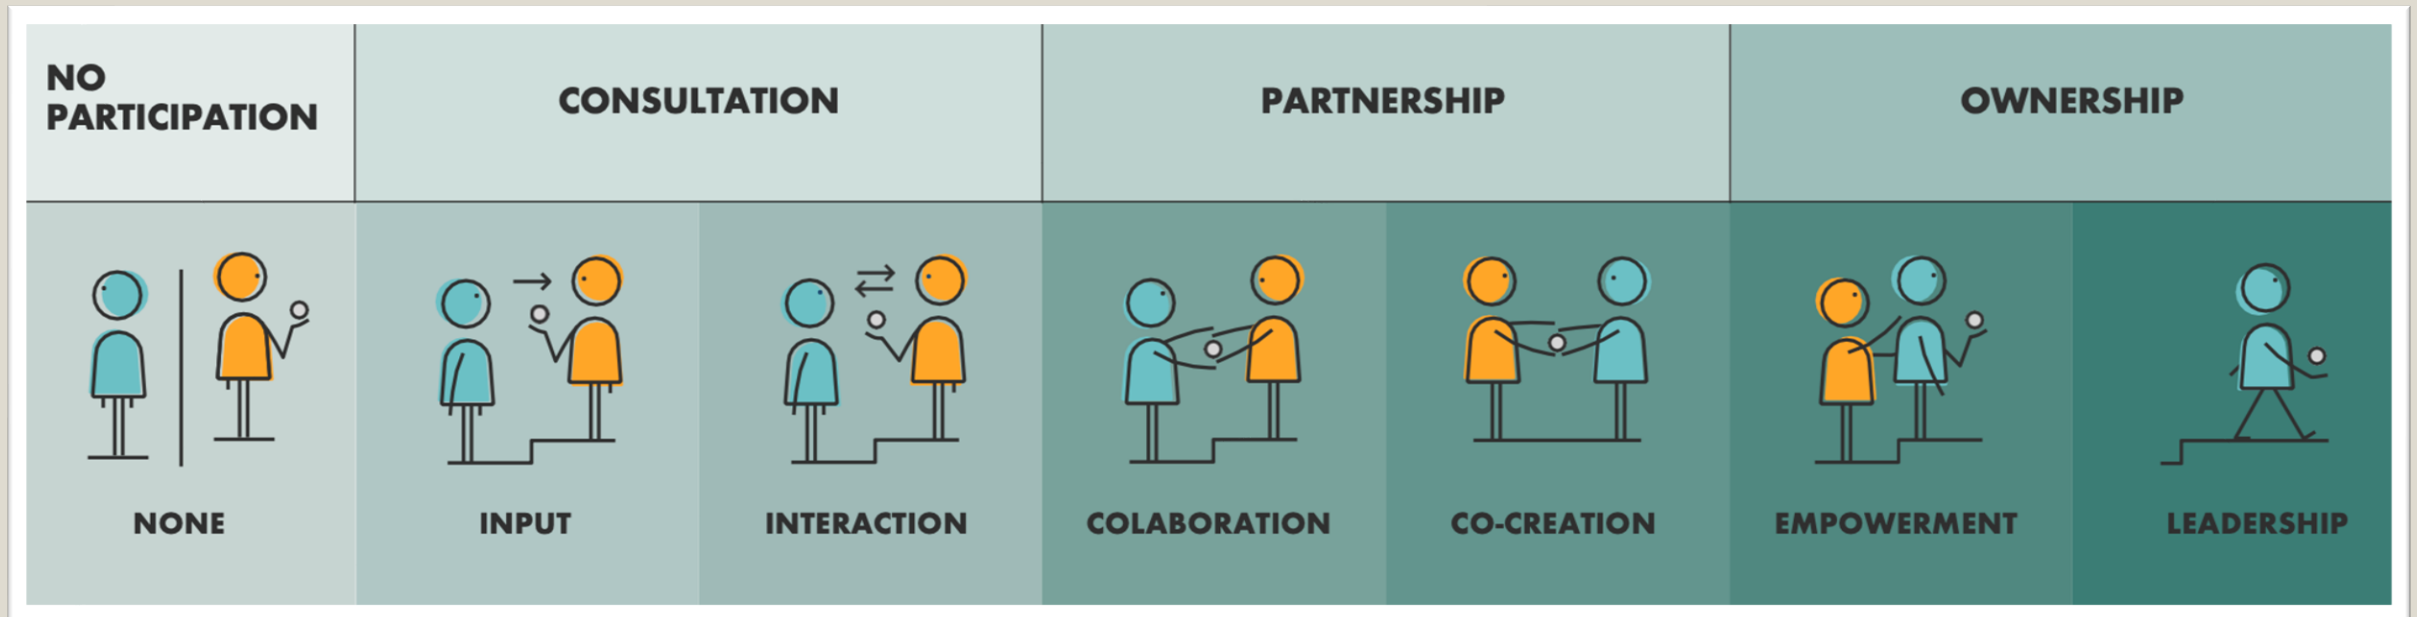 NO
PARTICIPATION
CONSULTATION
PARTNERSHIP
OWNERSHIP
NONE
INPUT
INTERACTION
COLABORATION
CO-CREATION
EMPOWERMENT
LEADERSHIP